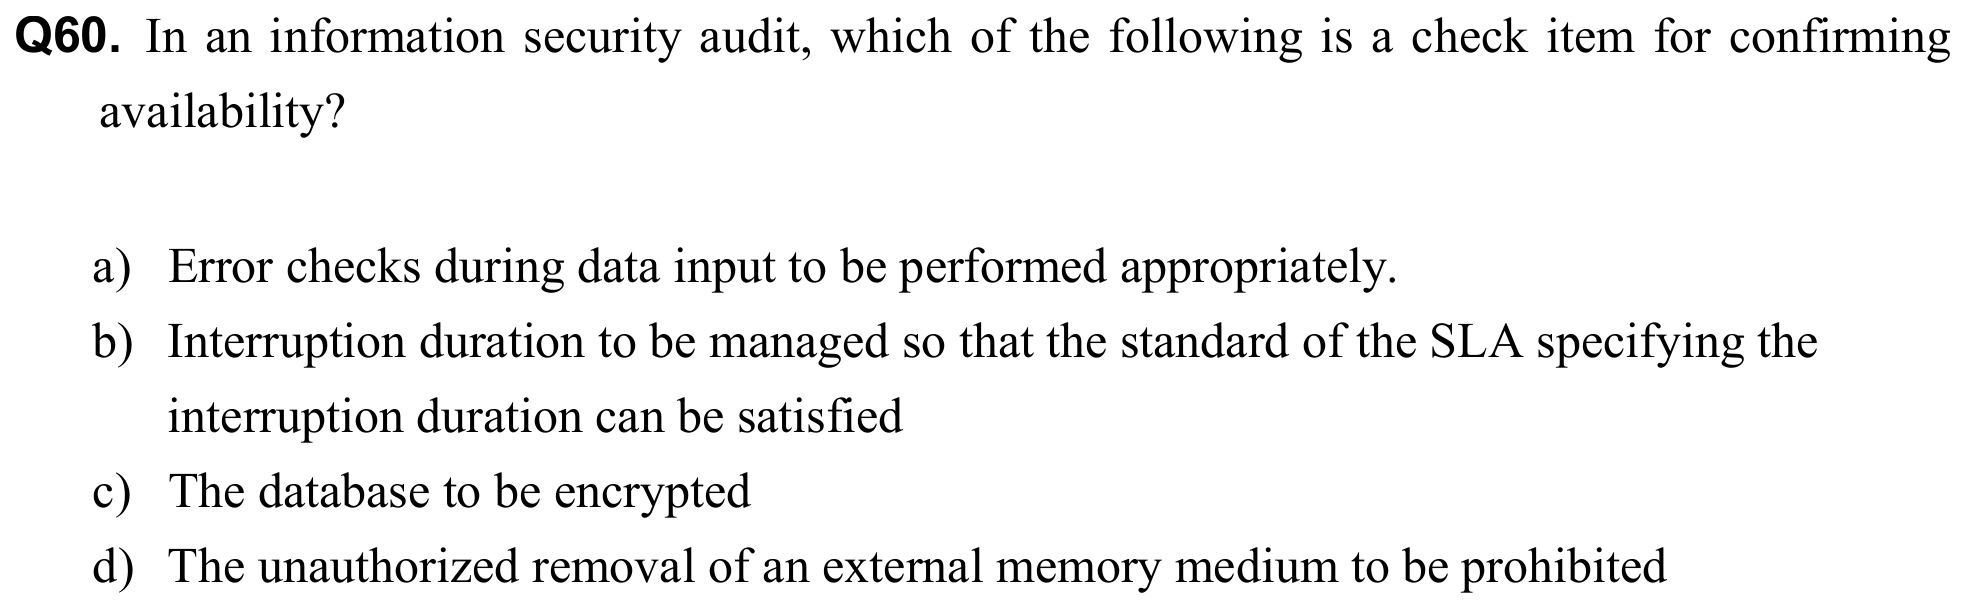 Q60. In an information security audit, which of the following is a check item for confirming
availability?
a) Error checks during data input to be performed appropriately.
b) Interruption duration to be managed so that the standard of the SLA specifying the
interruption duration can be satisfied
c) The database to be encrypted
d) The unauthorized removal of an external memory medium to be prohibited